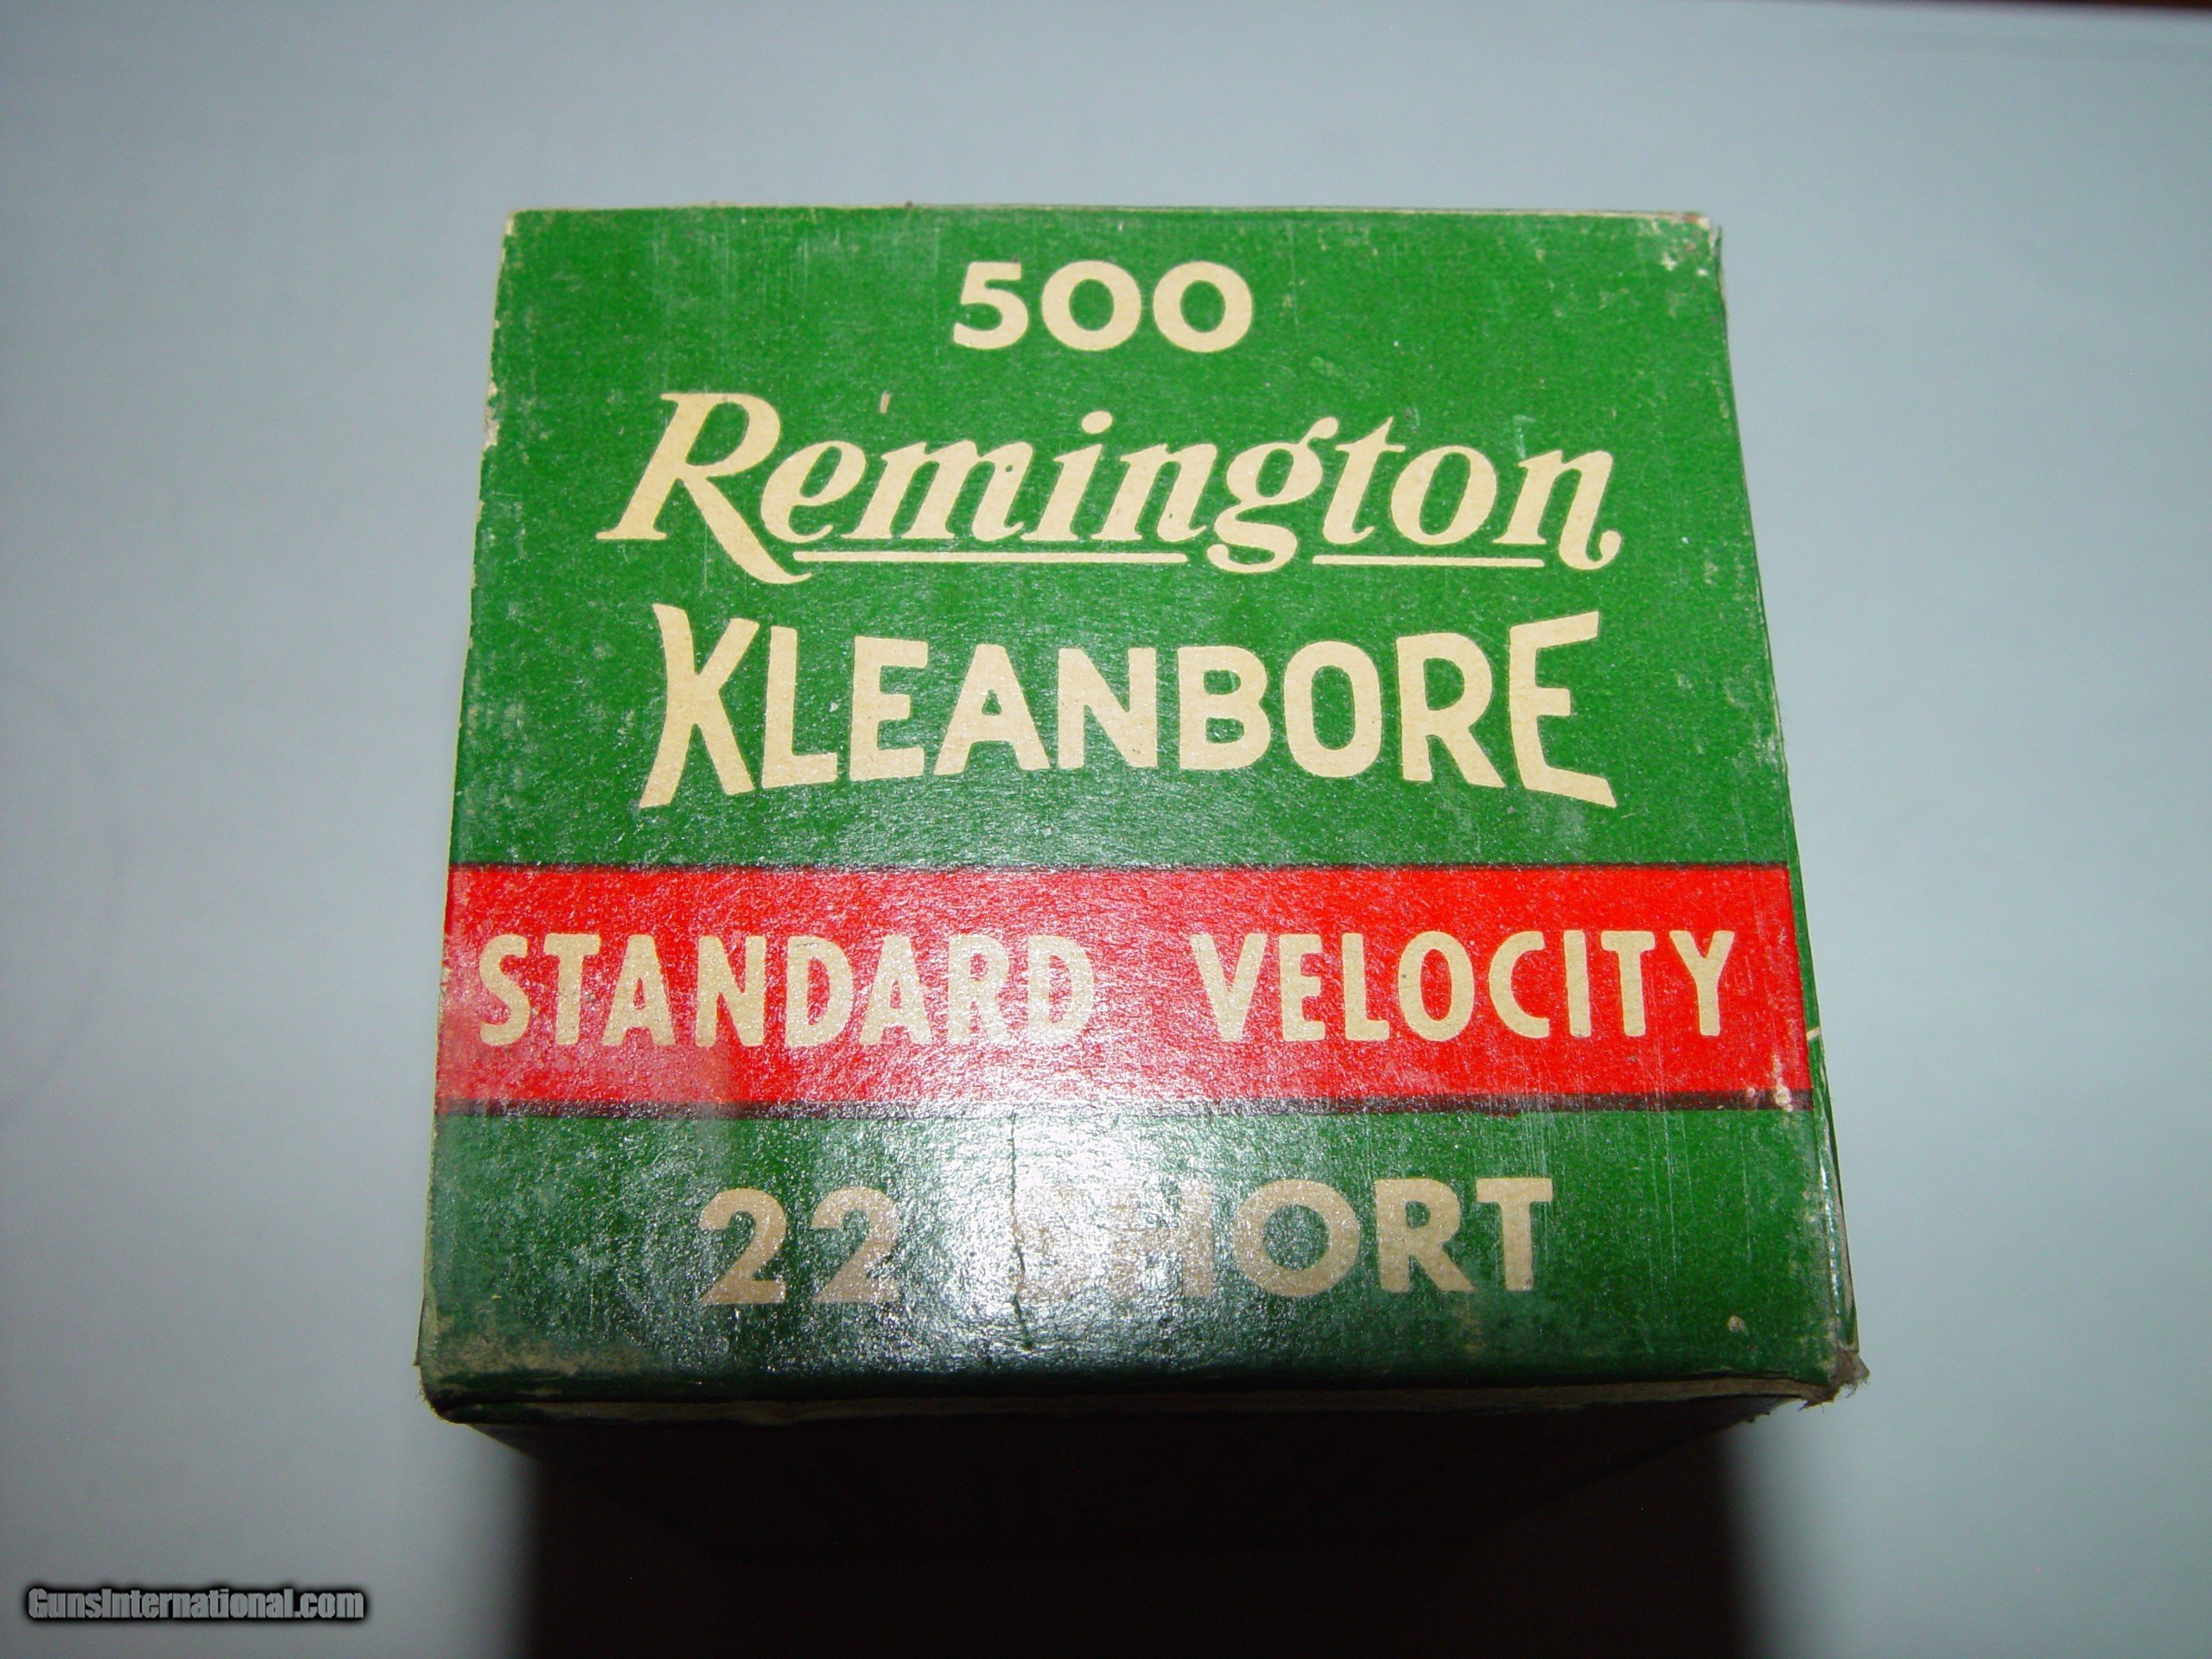 500
Remington
KLEANBORE
STANDARD VELOCITY
22 SHORT
GunsInternational.com